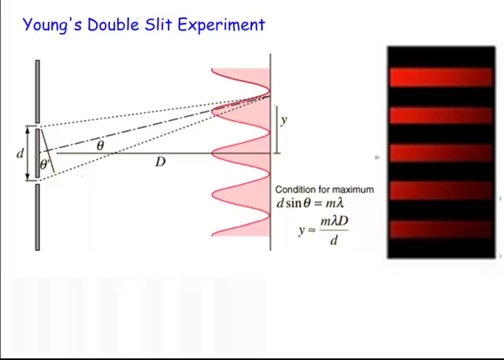 Young's Double Slit Experiment
d
θ'
θ
D
y
Condition for maximum
d sin θ = mλ
y ≈ mλD
d
=